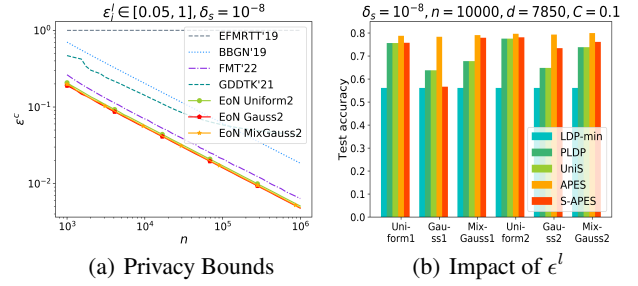 ε_i^l ∈ [0.05, 1], δ_s = 10^{-8}
10^0
10^{-1}
10^{-2}
ε^c
EFMRTT'19
BBGN'19
FMT'22
GDDTK'21
EoN Uniform2
EoN Gauss2
EoN MixGauss2
10^3
10^4
10^5
10^6
n
(a) Privacy Bounds
δ_s = 10^{-8}, n = 10000, d = 7850, C = 0.1
0.8
0.7
0.6
0.5
0.4
0.3
0.2
0.1
0.0
Test accuracy
LDP-min
PLDP
UniS
APES
S-APES
Uni-
form1
Gau-
ss1
Mix-
Gauss1
Uni-
form2
Gau-
ss2
Mix-
Gauss2
(b) Impact of ϵ^l